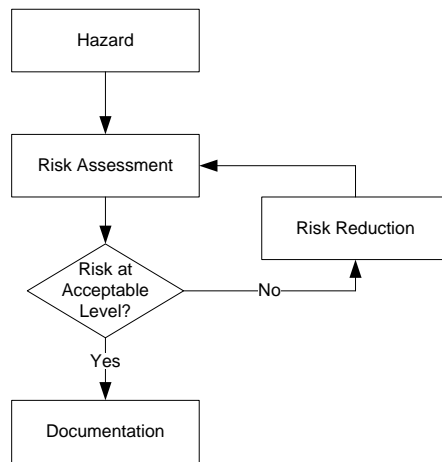 Hazard
Risk Assessment
Risk Reduction
Risk at
Acceptable
Level?
No
Yes
Documentation